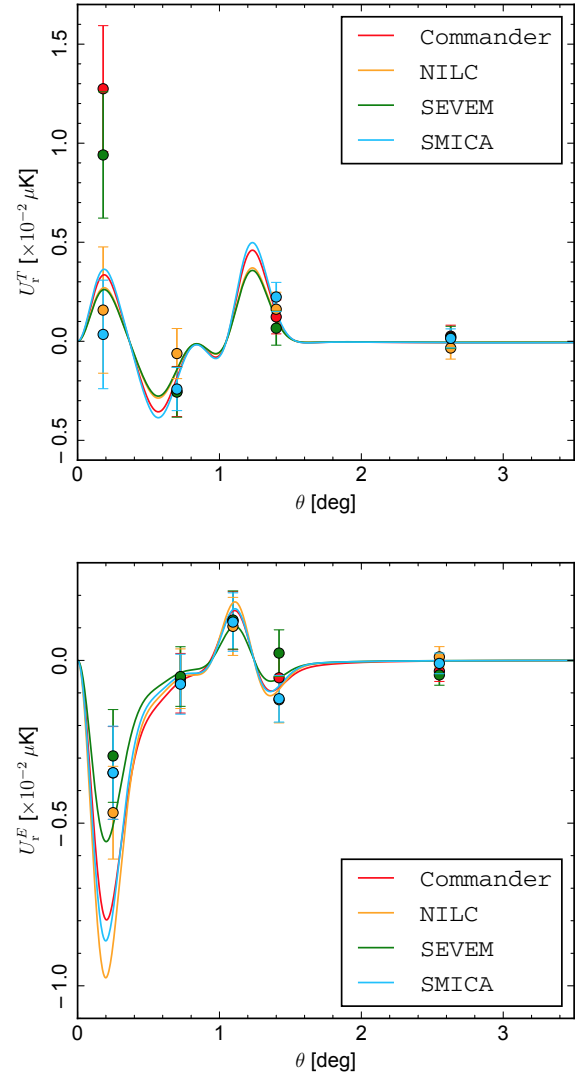 1.5
1.0
0.5
0.0
−0.5
U_r^T [×10^{−2} μK]
Commander
NILC
SEVEM
SMICA
0 1 2 3
θ [deg]
0.0
−0.5
−1.0
U_r^E [×10^{−2} μK]
Commander
NILC
SEVEM
SMICA
0 1 2 3
θ [deg]